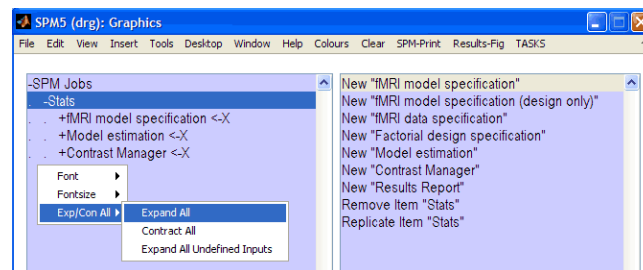 SPM5 (drg): Graphics
File Edit View Insert Tools Desktop Window Help Colours Clear SPM-Print Results-Fig TASKS
-SPM Jobs
. -Stats
. . +fMRI model specification <-X
. . +Model estimation <-X
. . +Contrast Manager <-X
Font
Fontsize
Exp/Con All
Expand All
Contract All
Expand All Undefined Inputs
New "fMRI model specification"
New "fMRI model specification (design only)"
New "fMRI data specification"
New "Factorial design specification"
New "Model estimation"
New "Contrast Manager"
New "Results Report"
Remove Item "Stats"
Replicate Item "Stats"